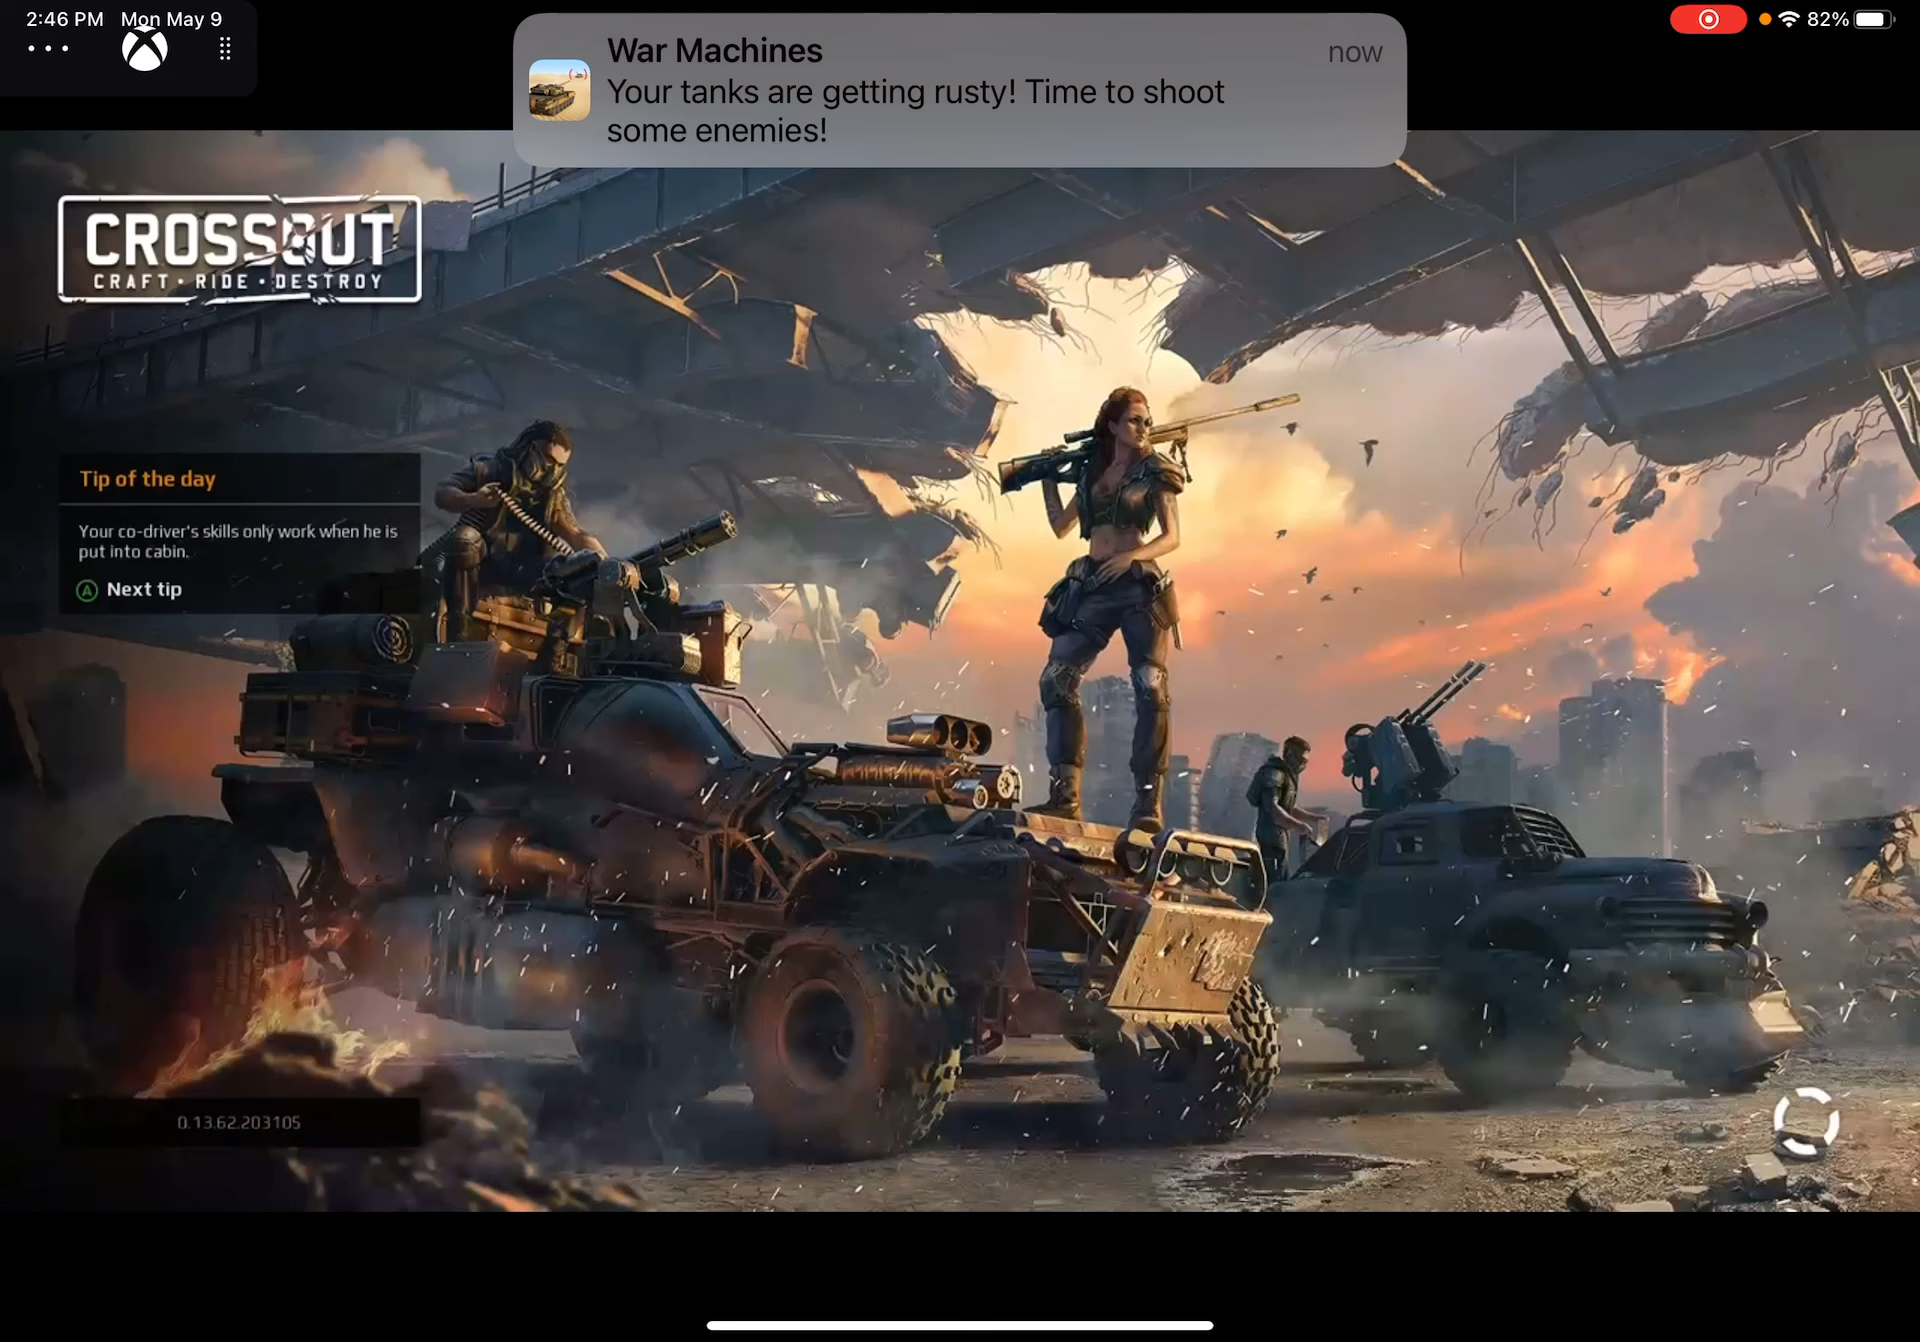 2:46 PM Mon May 9
82%
War Machines
now
Your tanks are getting rusty! Time to shoot
some enemies!
CROSSOUT
CRAFT • RIDE • DESTROY
Tip of the day
Your co-driver's skills only work when he is
put into cabin.
A Next tip
0.13.62.203105